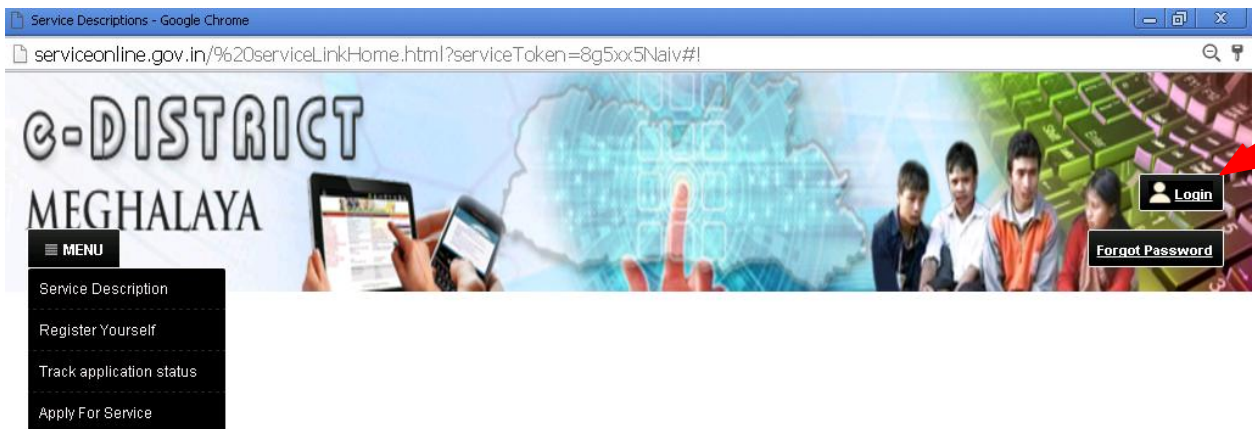 Service Descriptions - Google Chrome
serviceonline.gov.in/%20serviceLinkHome.html?serviceToken=8g5xx5Naiv#!
e-DISTRICT
MEGHALAYA
Login
MENU
Forgot Password
Service Description
Register Yourself
Track application status
Apply For Service